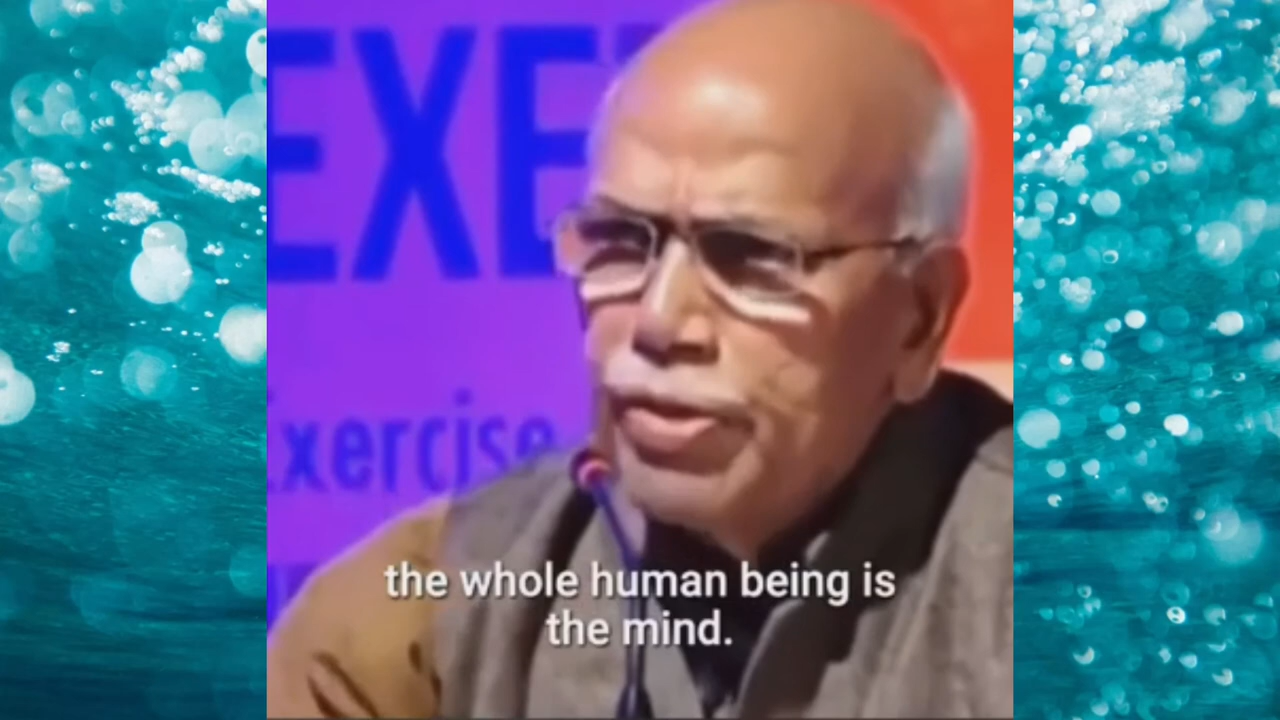 EXE
Exercise
the whole human being is
the mind.